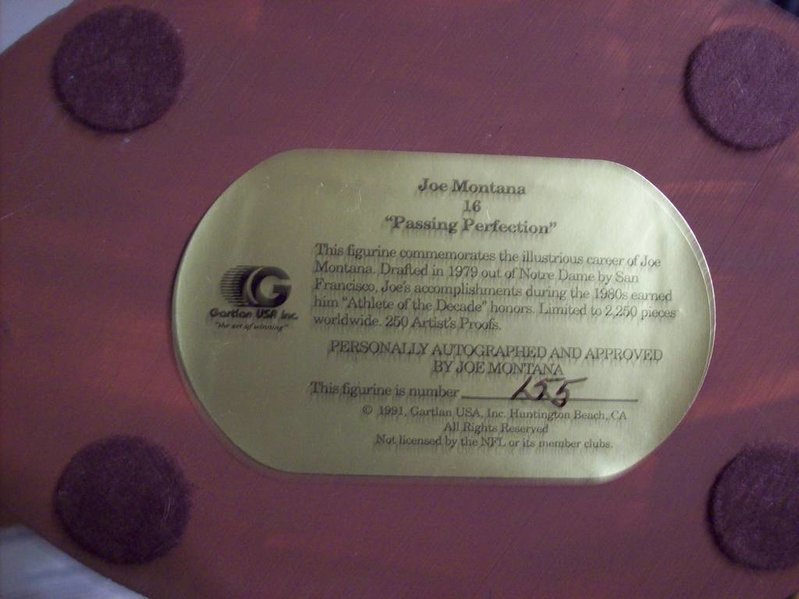 Joe Montana
16
"Passing Perfection"
This figurine commemorates the illustrious career of Joe
Montana. Drafted in 1979 out of Notre Dame by San
Francisco, Joe's accomplishments during the 1980s earned
him "Athlete of the Decade" honors. Limited to 2,250 pieces
worldwide. 250 Artist's Proofs.
G
Gartlan USA Inc.
"the art of winning"
PERSONALLY AUTOGRAPHED AND APPROVED
BY JOE MONTANA
This figurine is number
© 1991, Gartlan USA, Inc. Huntington Beach, CA
All Rights Reserved
Not licensed by the NFL or its member clubs.